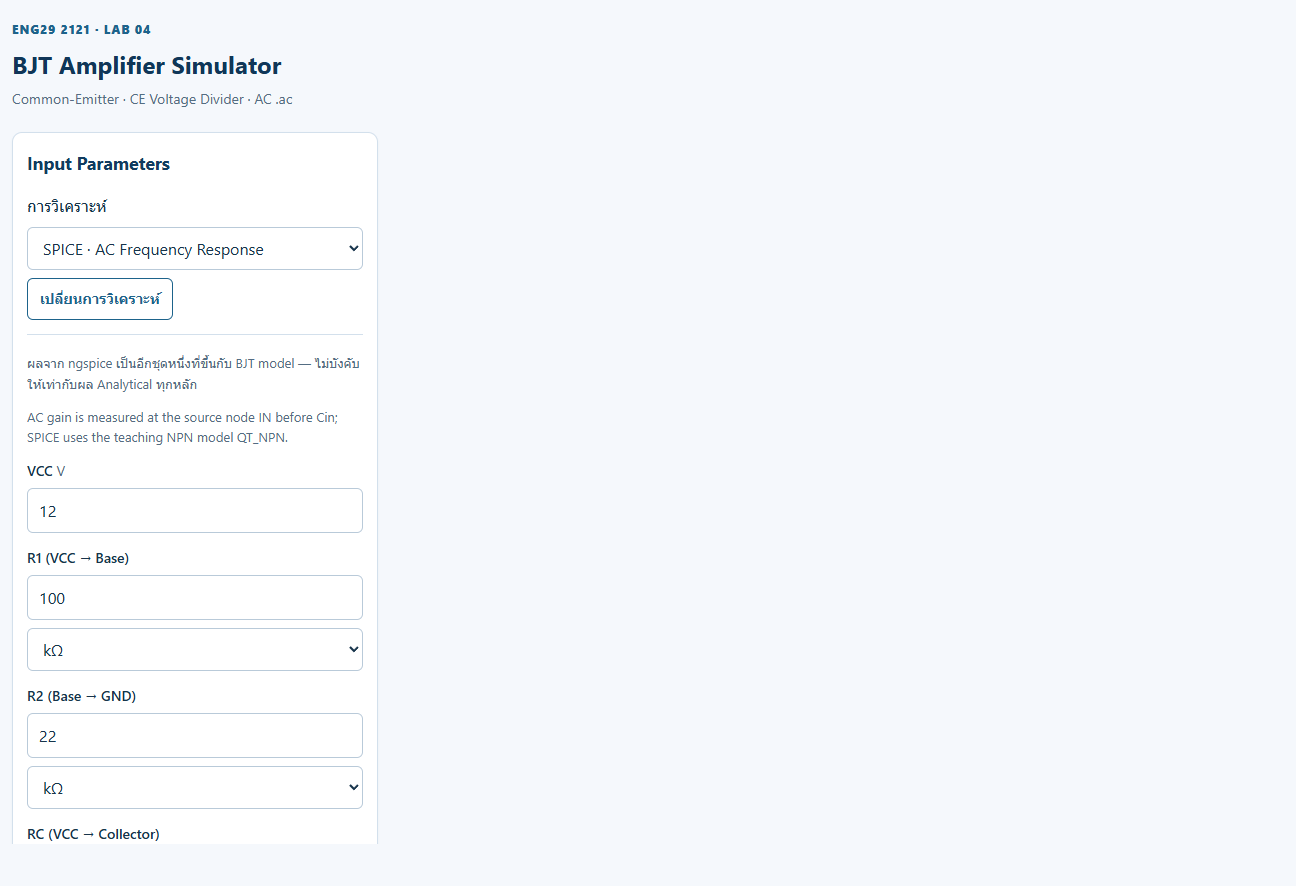 ENG29 2121 · LAB 04
BJT Amplifier Simulator
Common-Emitter · CE Voltage Divider · AC .ac
Input Parameters
การวิเคราะห์
SPICE · AC Frequency Response
เปลี่ยนการวิเคราะห์
ผลจาก ngspice เป็นอีกชุดหนึ่งที่ขึ้นกับ BJT model — ไม่บังคับ
ให้เท่ากับผล Analytical ทุกหลัก
AC gain is measured at the source node IN before Cin;
SPICE uses the teaching NPN model QT_NPN.
VCC V
12
R1 (VCC → Base)
100
kΩ
R2 (Base → GND)
22
kΩ
RC (VCC → Collector)